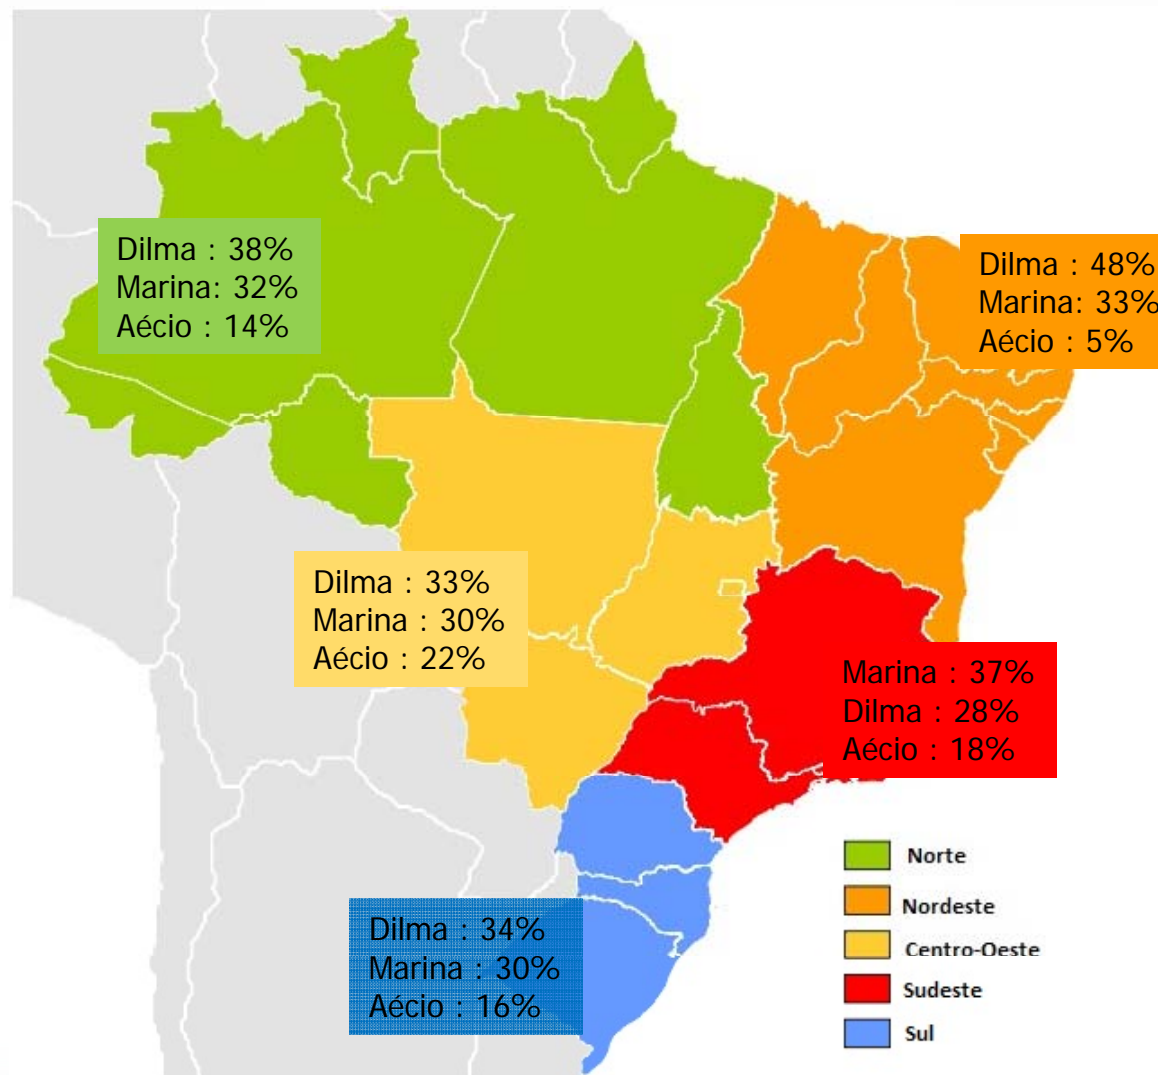 Dilma : 38%
Marina: 32%
Aécio : 14%
Dilma : 48%
Marina: 33%
Aécio : 5%
Dilma : 33%
Marina : 30%
Aécio : 22%
Marina : 37%
Dilma : 28%
Aécio : 18%
Dilma : 34%
Marina : 30%
Aécio : 16%
Norte
Nordeste
Centro-Oeste
Sudeste
Sul